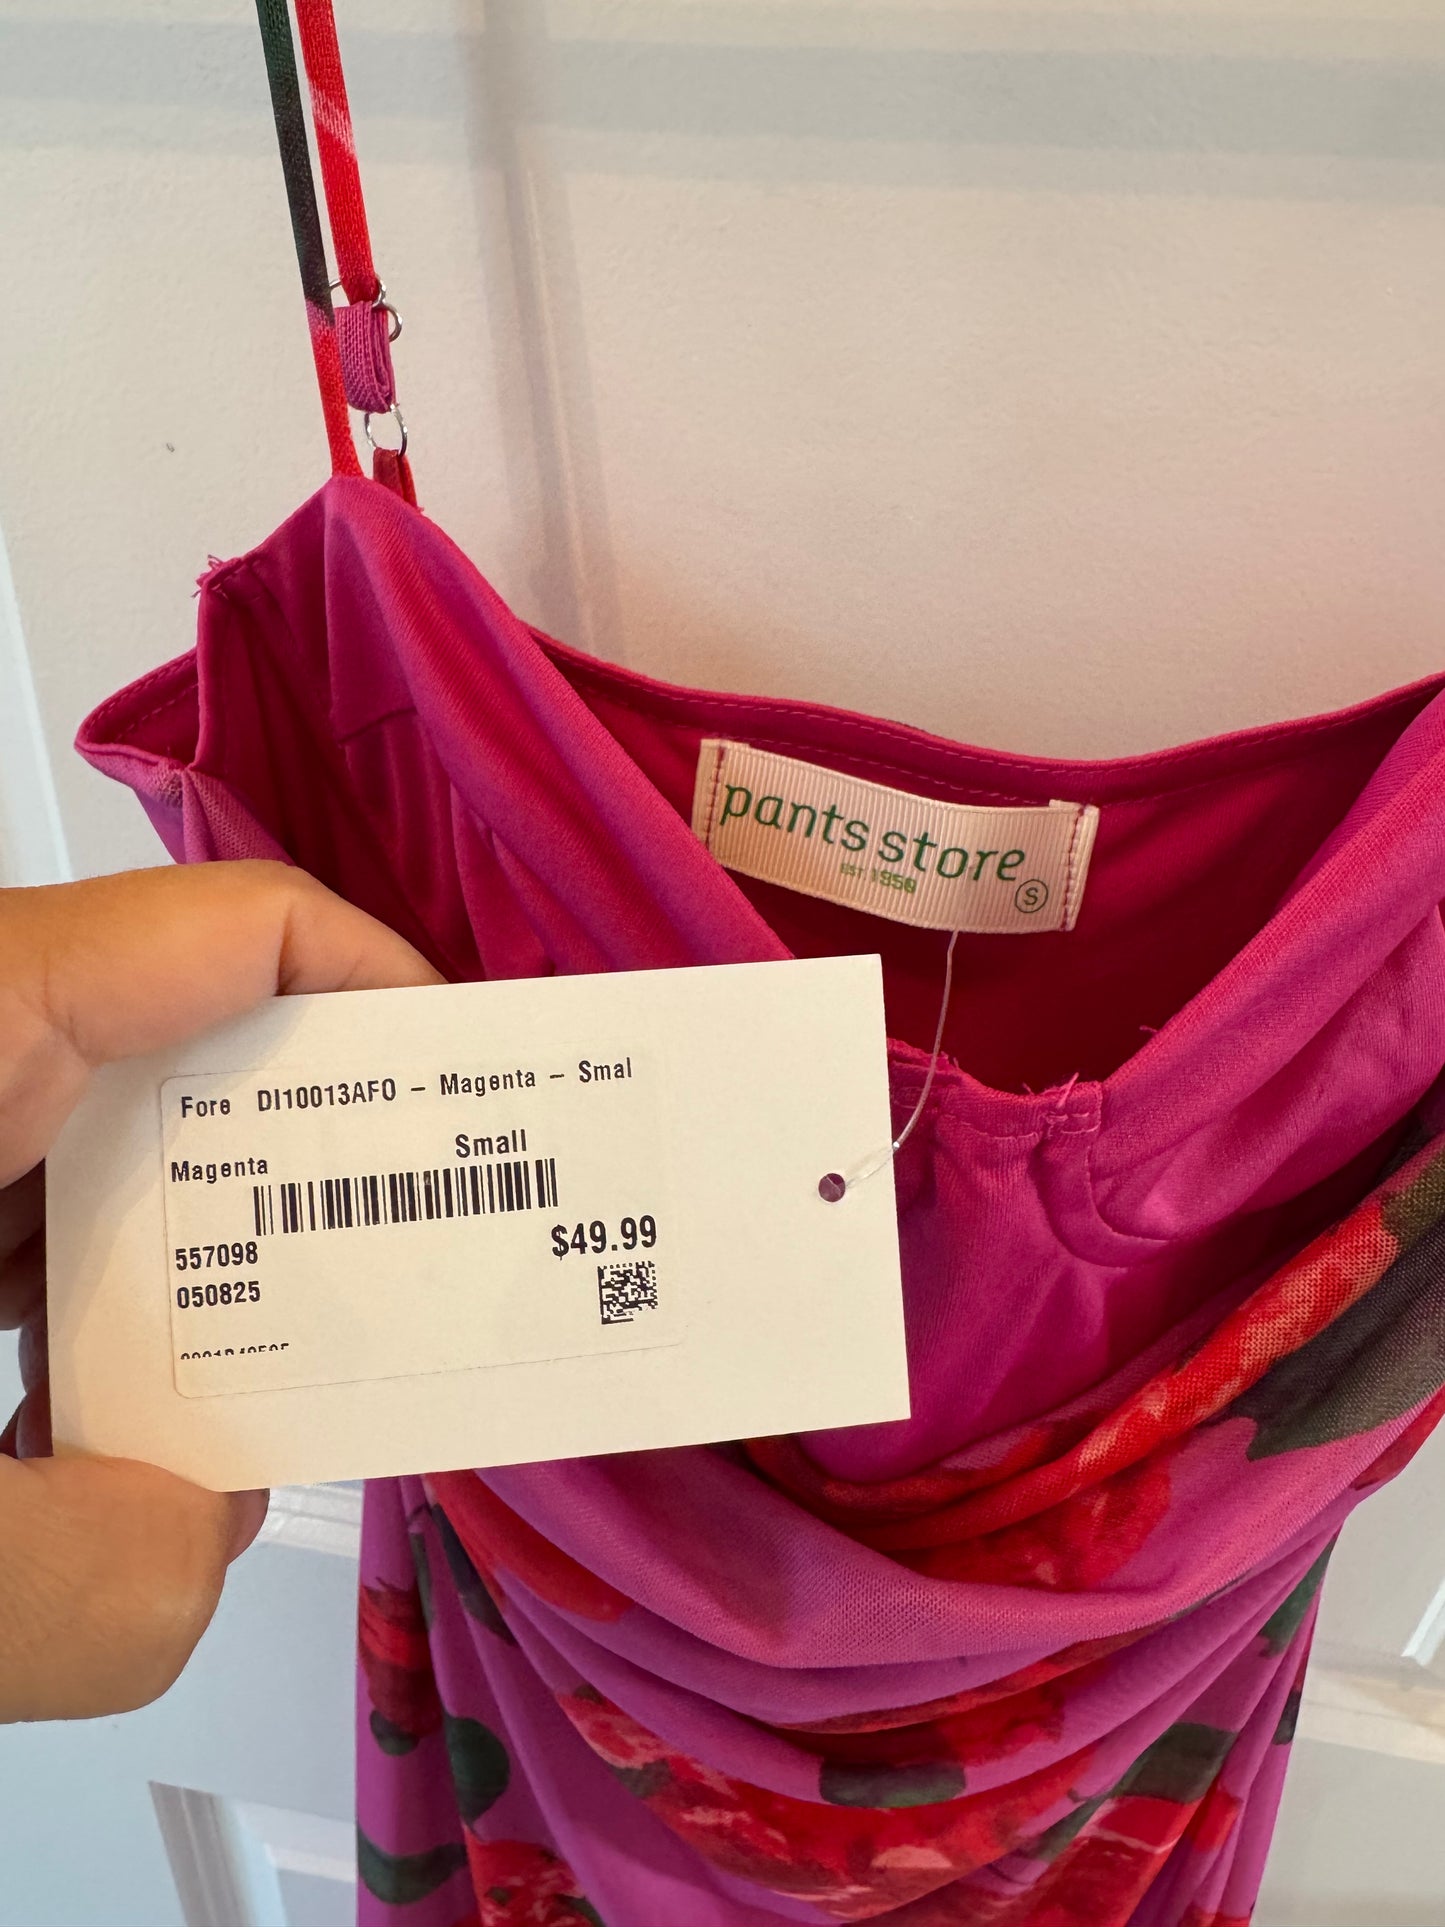 pants store
EST 1950
S
Fore DI10013AFO – Magenta – Smal
Small
Magenta
$49.99
557098
050825